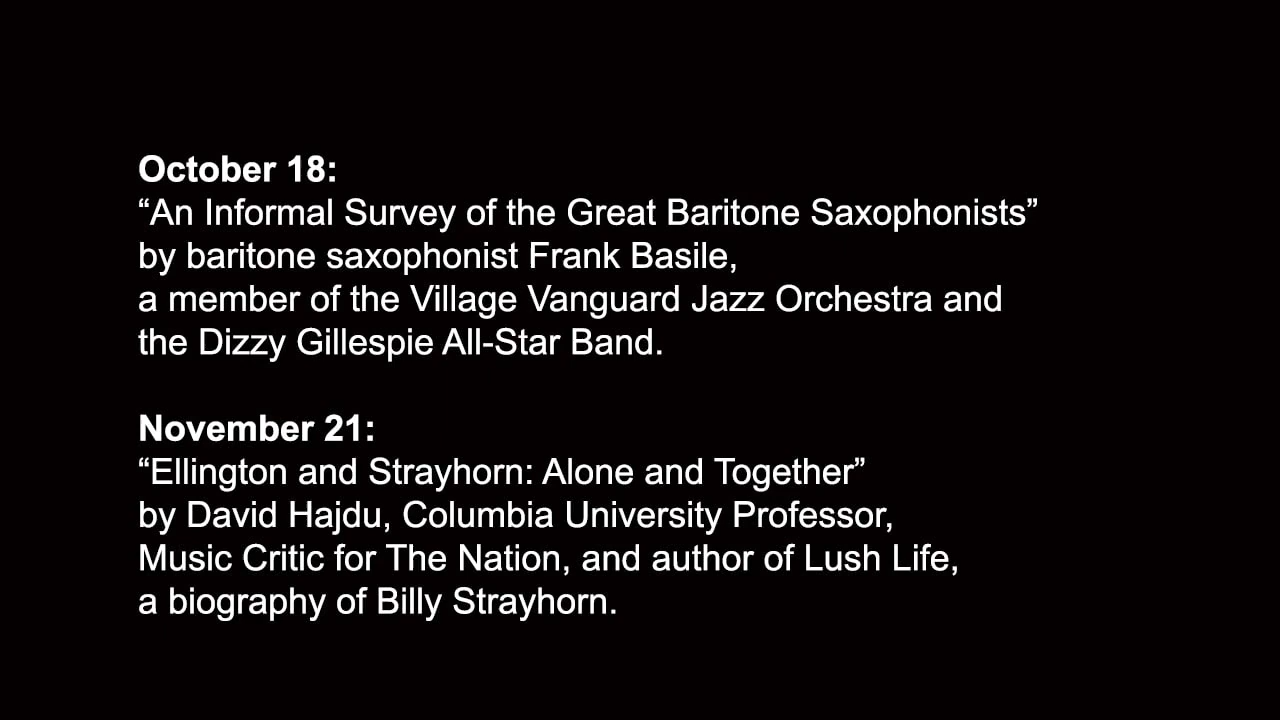 October 18:
“An Informal Survey of the Great Baritone Saxophonists”
by baritone saxophonist Frank Basile,
a member of the Village Vanguard Jazz Orchestra and
the Dizzy Gillespie All-Star Band.
November 21:
“Ellington and Strayhorn: Alone and Together”
by David Hajdu, Columbia University Professor,
Music Critic for The Nation, and author of Lush Life,
a biography of Billy Strayhorn.